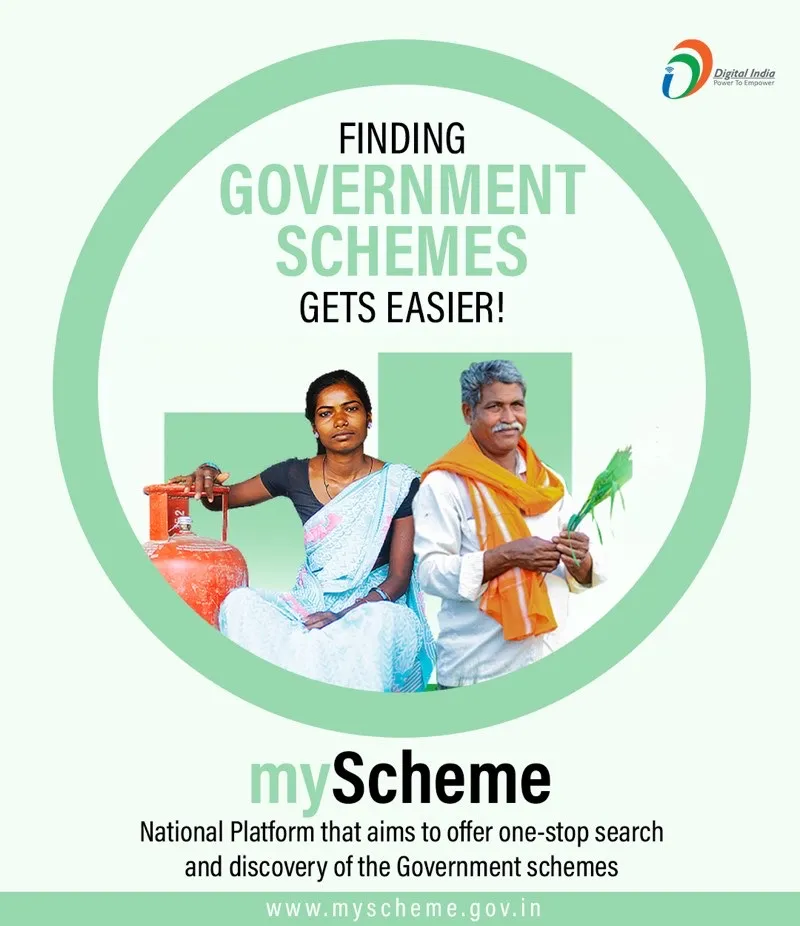 Digital India
Power To Empower
FINDING
GOVERNMENT
SCHEMES
GETS EASIER!
myScheme
National Platform that aims to offer one-stop search
and discovery of the Government schemes
www.myscheme.gov.in